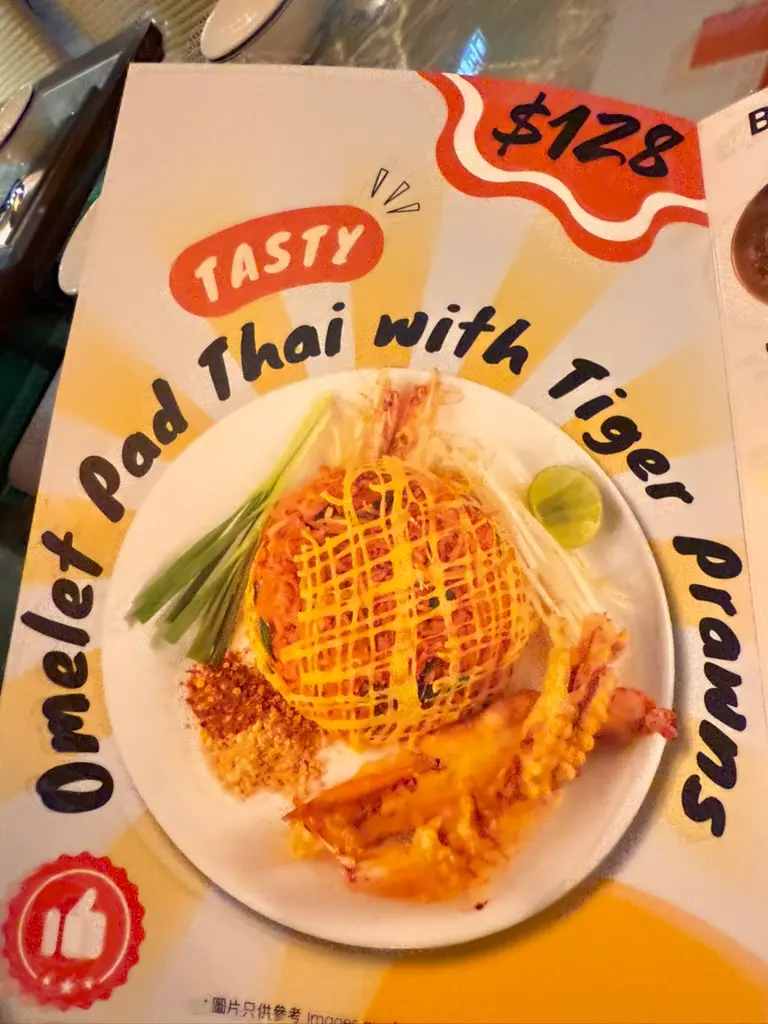 $128
TASTY
Omelet Pad Thai with Tiger Prawns
B
*圖片只供參考 Images